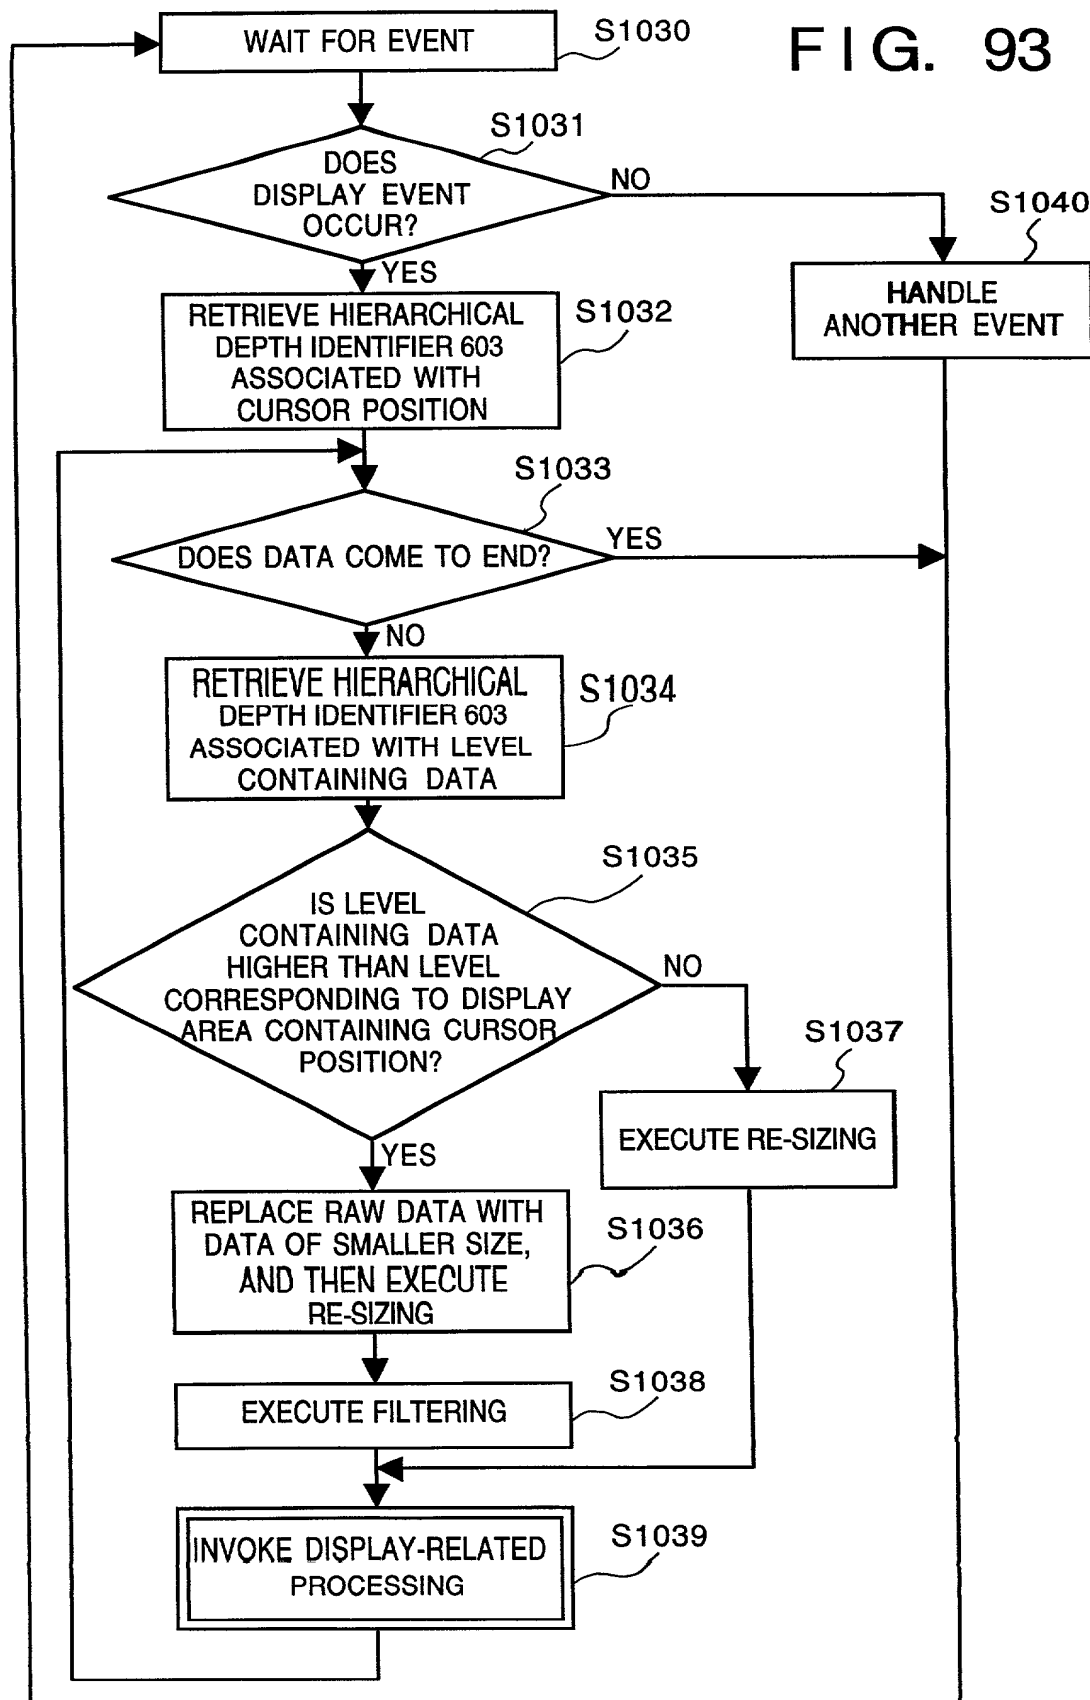 FIG. 93
WAIT FOR EVENT
S1030
S1031
DOES
DISPLAY EVENT
OCCUR?
NO
YES
S1040
HANDLE
ANOTHER EVENT
RETRIEVE HIERARCHICAL
DEPTH IDENTIFIER 603
ASSOCIATED WITH
CURSOR POSITION
S1032
S1033
DOES DATA COME TO END?
YES
NO
RETRIEVE HIERARCHICAL
DEPTH IDENTIFIER 603
ASSOCIATED WITH LEVEL
CONTAINING DATA
S1034
S1035
IS LEVEL
CONTAINING DATA
HIGHER THAN LEVEL
CORRESPONDING TO DISPLAY
AREA CONTAINING CURSOR
POSITION?
NO
YES
S1037
EXECUTE RE-SIZING
REPLACE RAW DATA WITH
DATA OF SMALLER SIZE,
AND THEN EXECUTE
RE-SIZING
S1036
EXECUTE FILTERING
S1038
INVOKE DISPLAY-RELATED
PROCESSING
S1039